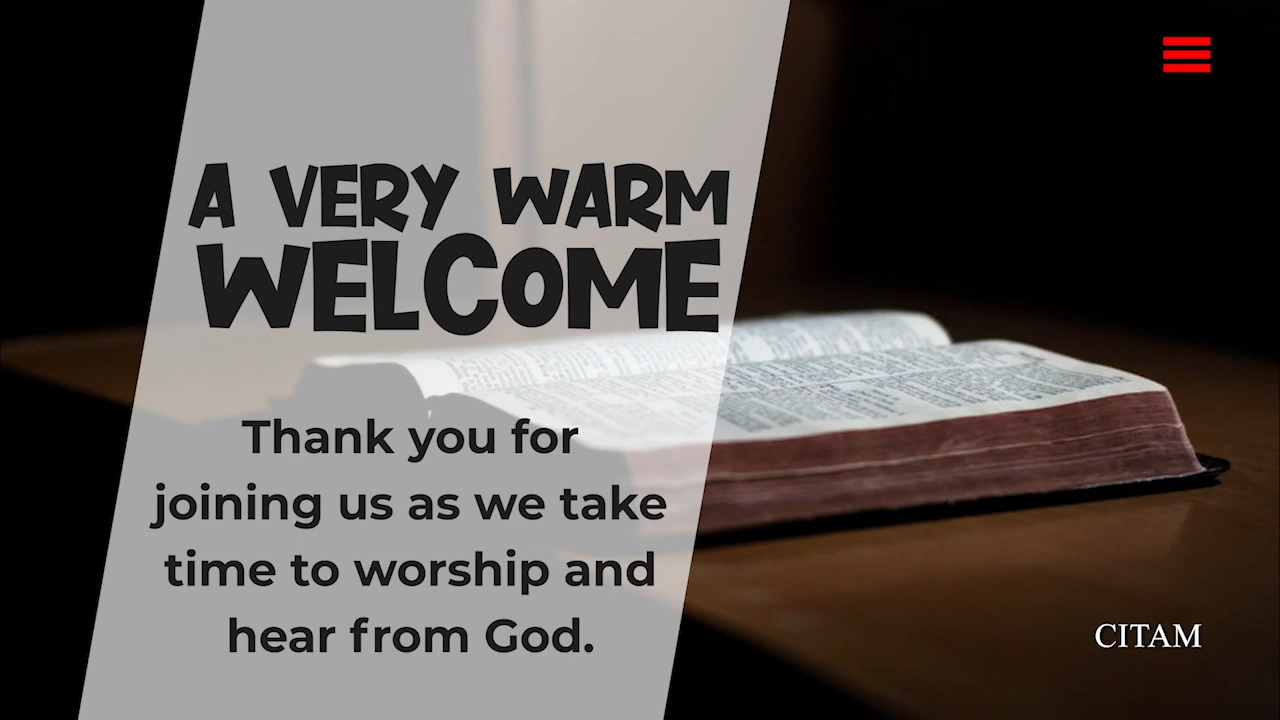 A VERY WARM
WELCOME
Thank you for
joining us as we take
time to worship and
hear from God.
CITAM